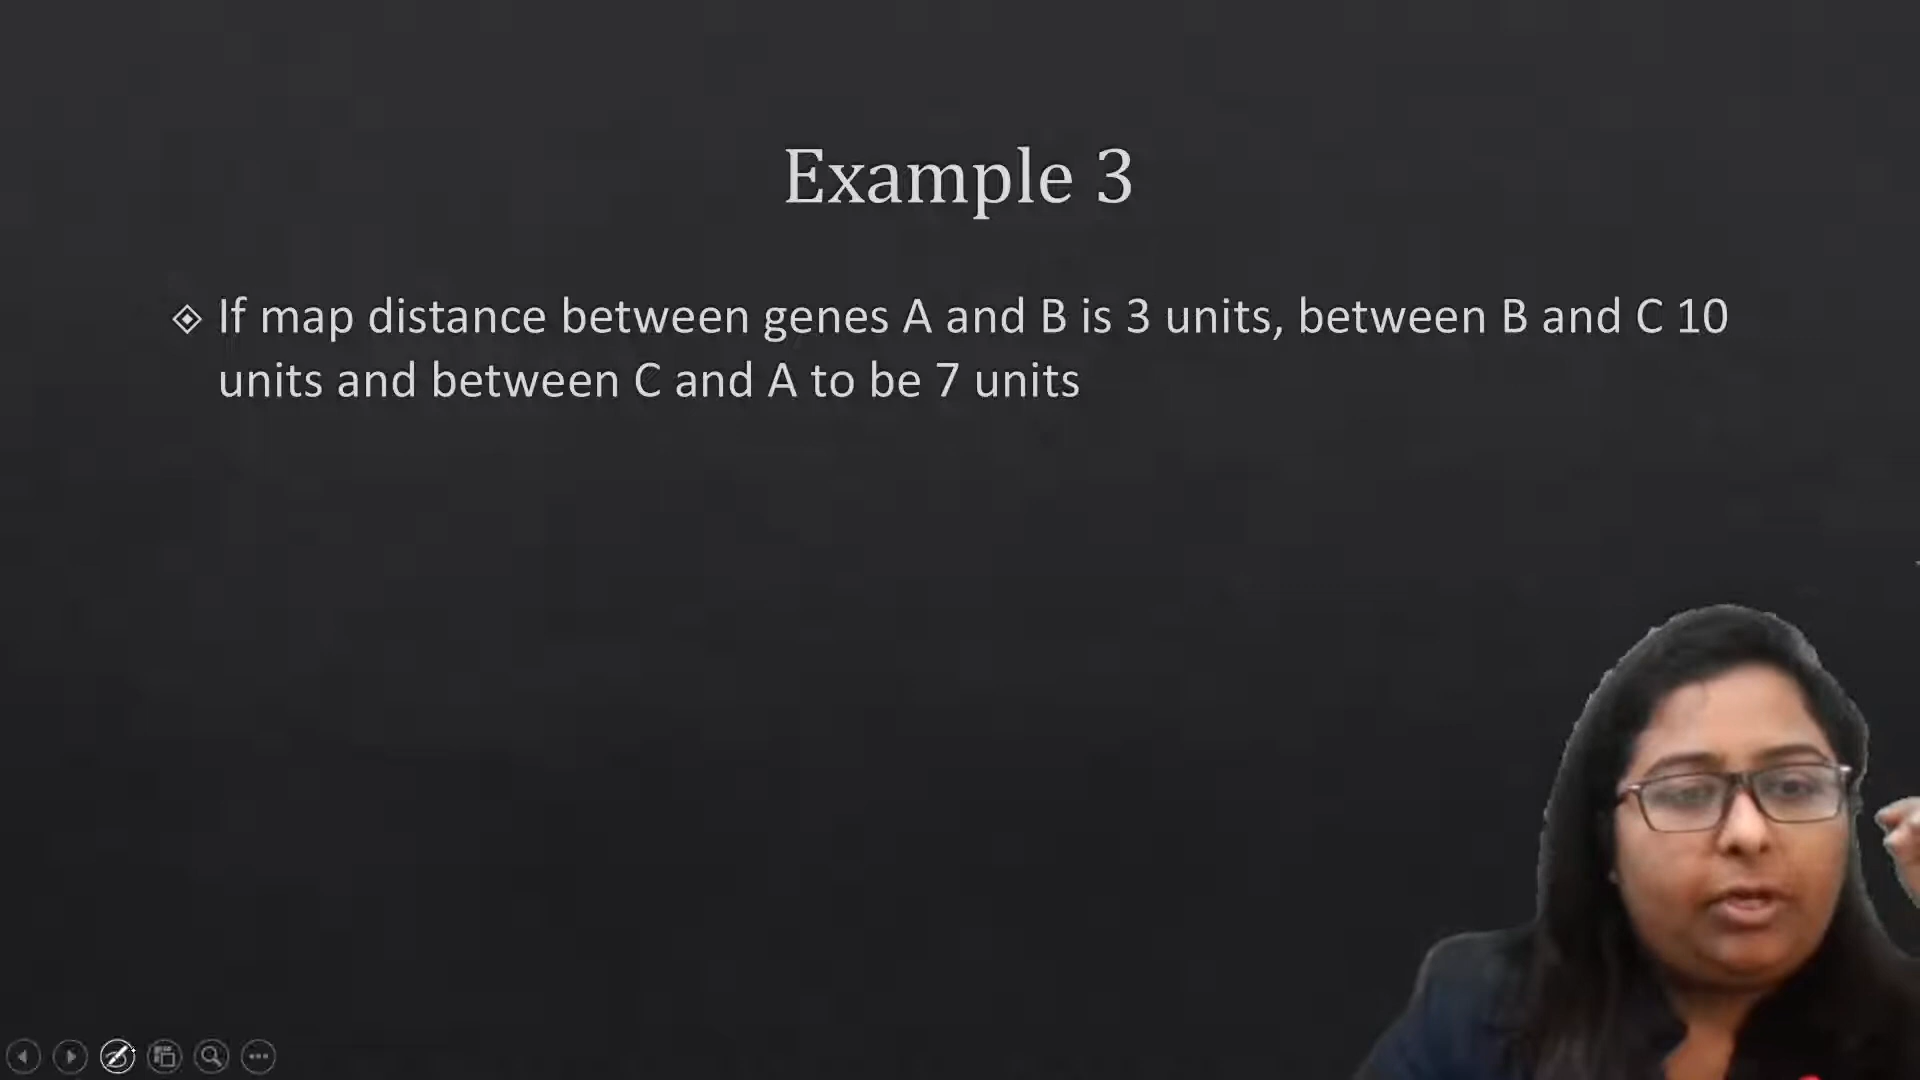 Example 3
If map distance between genes A and B is 3 units, between B and C 10
units and between C and A to be 7 units